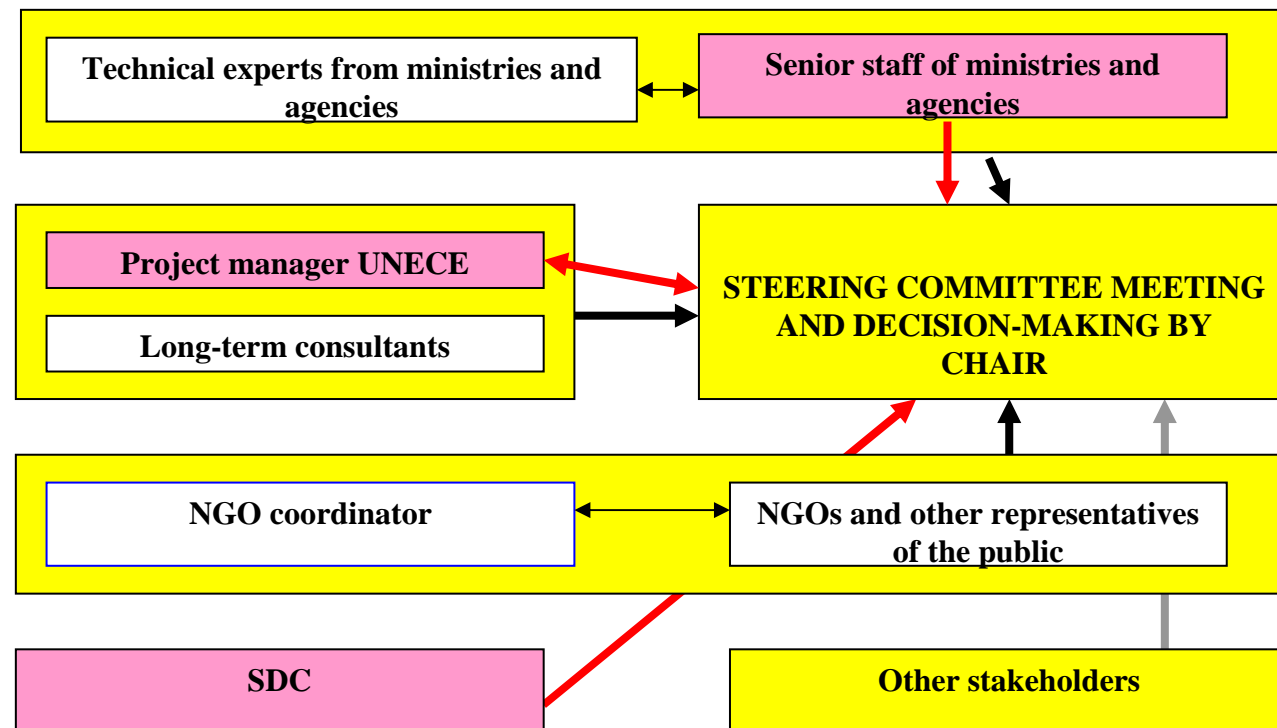 Technical experts from ministries and
agencies
Senior staff of ministries and
agencies
Project manager UNECE
Long-term consultants
STEERING COMMITTEE MEETING
AND DECISION-MAKING BY
CHAIR
NGO coordinator
NGOs and other representatives
of the public
SDC
Other stakeholders